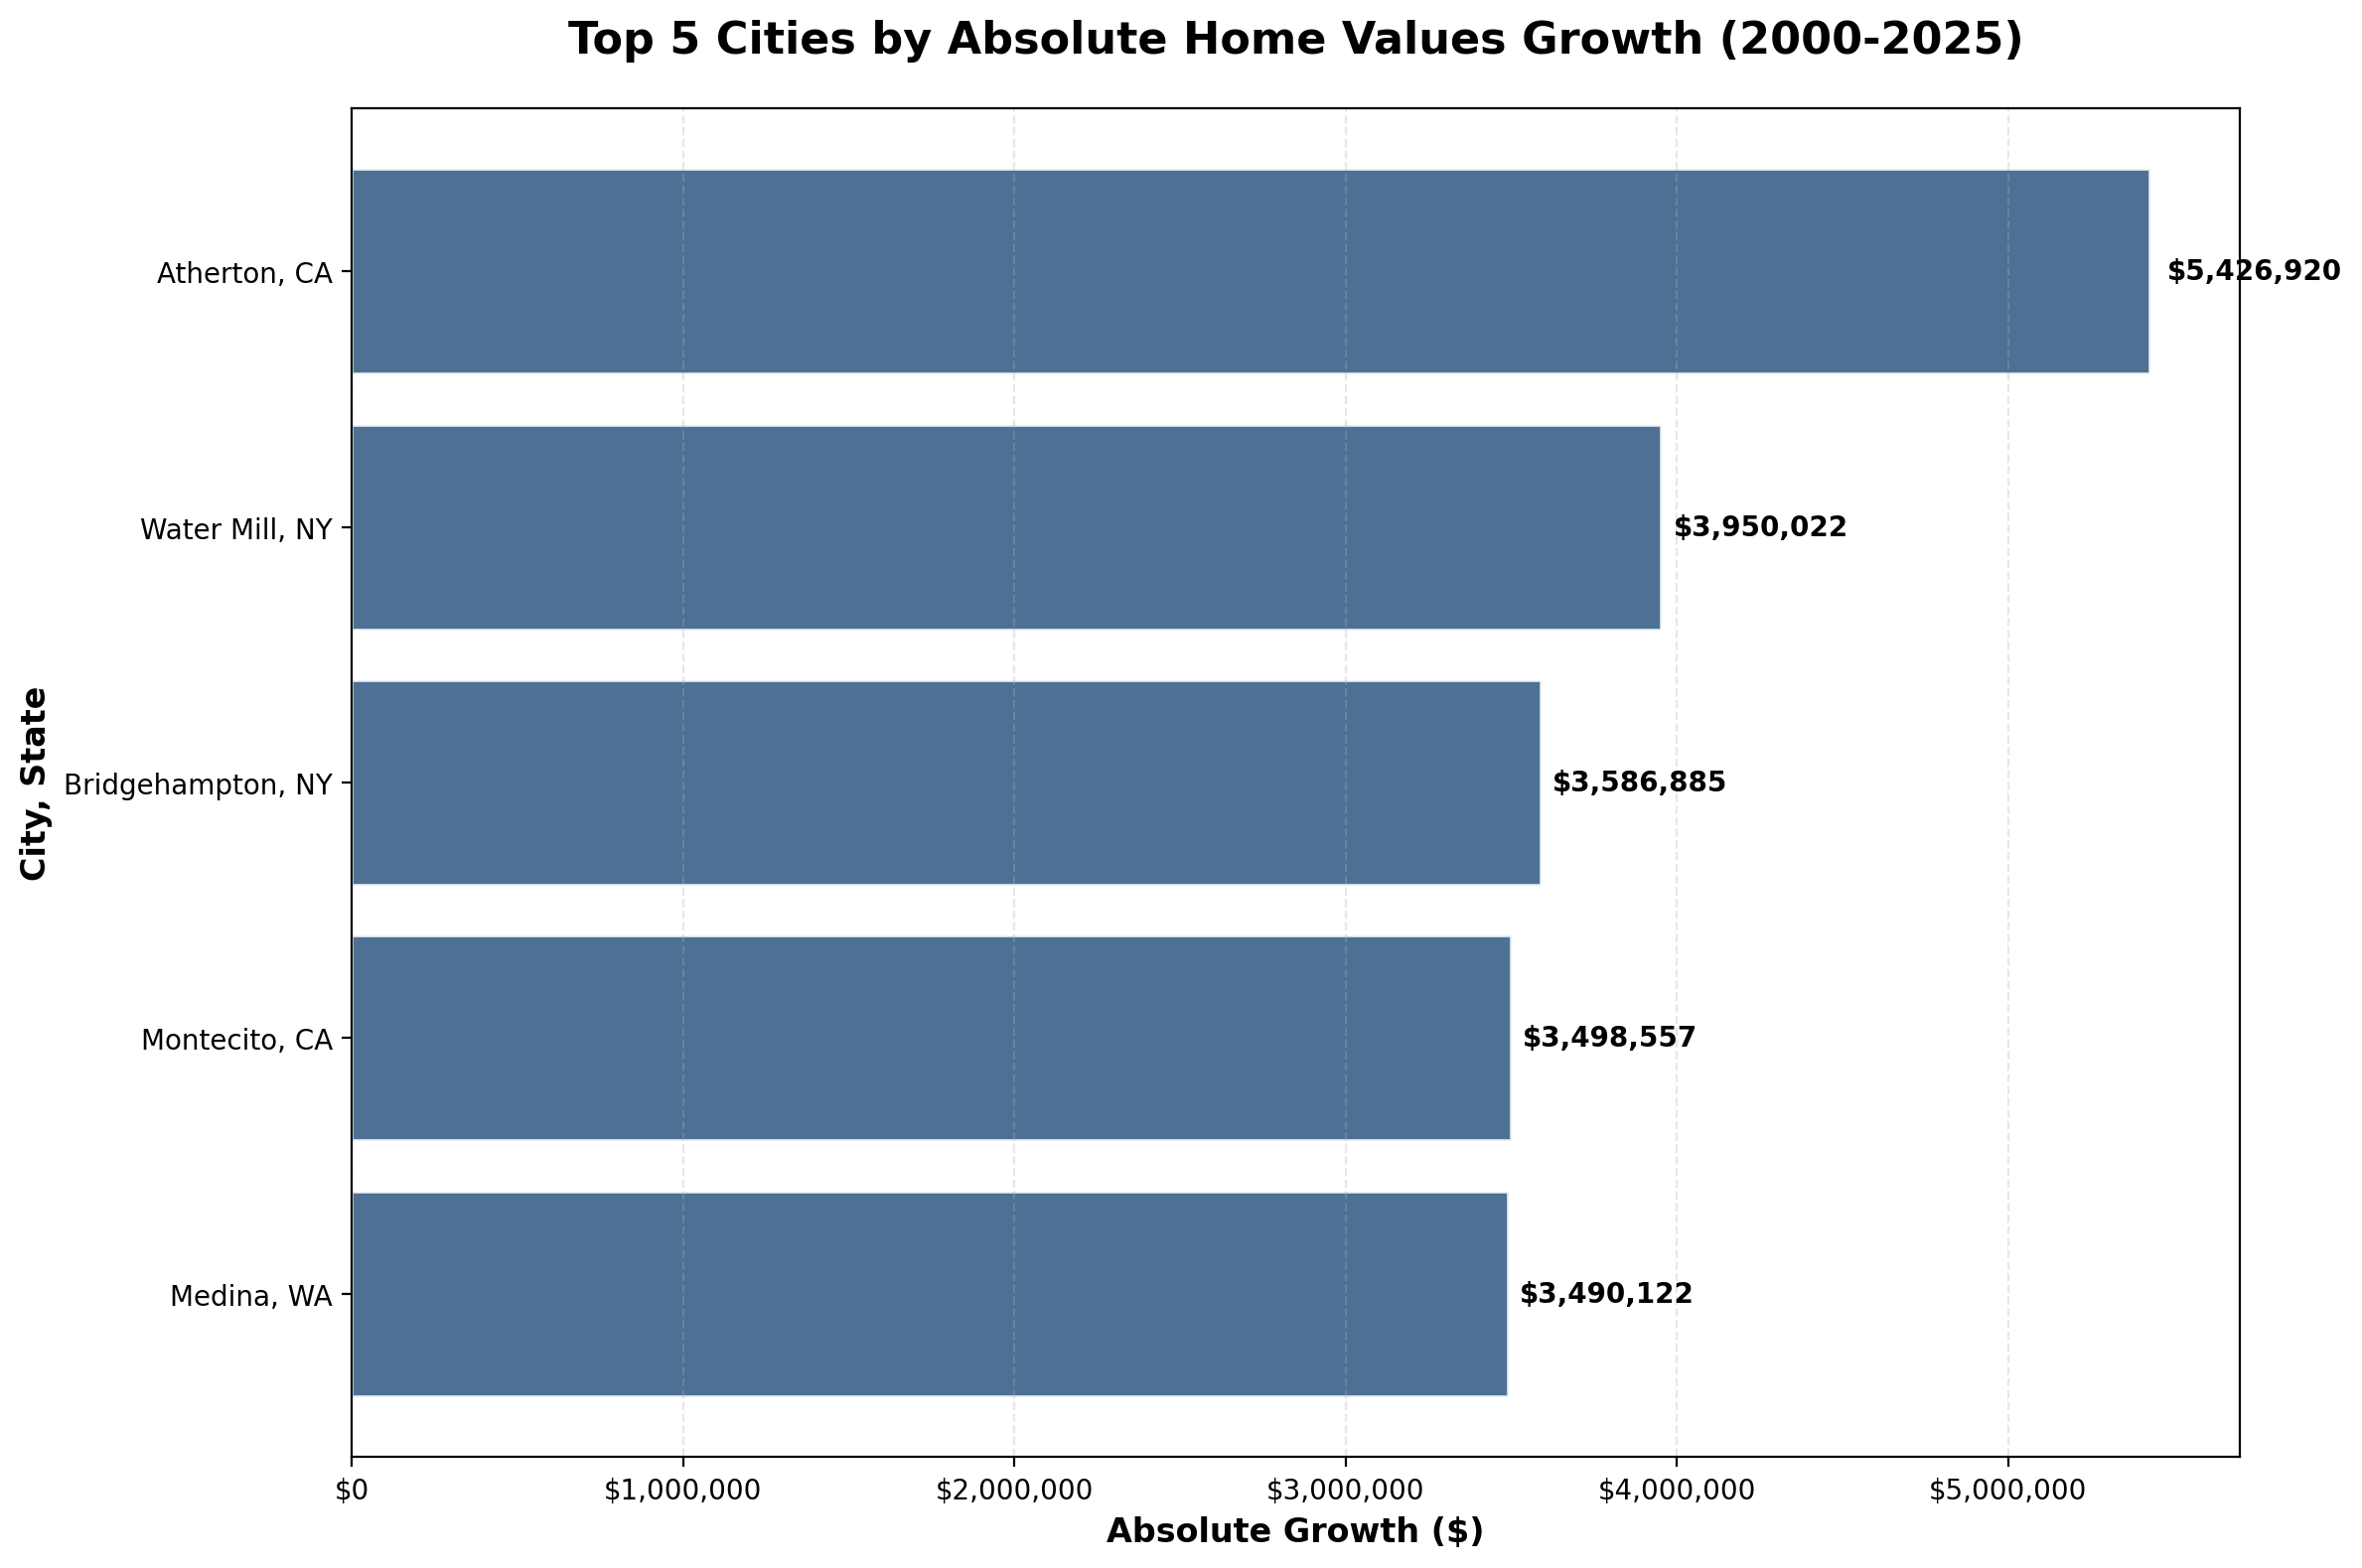 Top 5 Cities by Absolute Home Values Growth (2000-2025)
City, State
Atherton, CA
$5,426,920
Water Mill, NY
$3,950,022
Bridgehampton, NY
$3,586,885
Montecito, CA
$3,498,557
Medina, WA
$3,490,122
$0 $1,000,000 $2,000,000 $3,000,000 $4,000,000 $5,000,000
Absolute Growth ($)